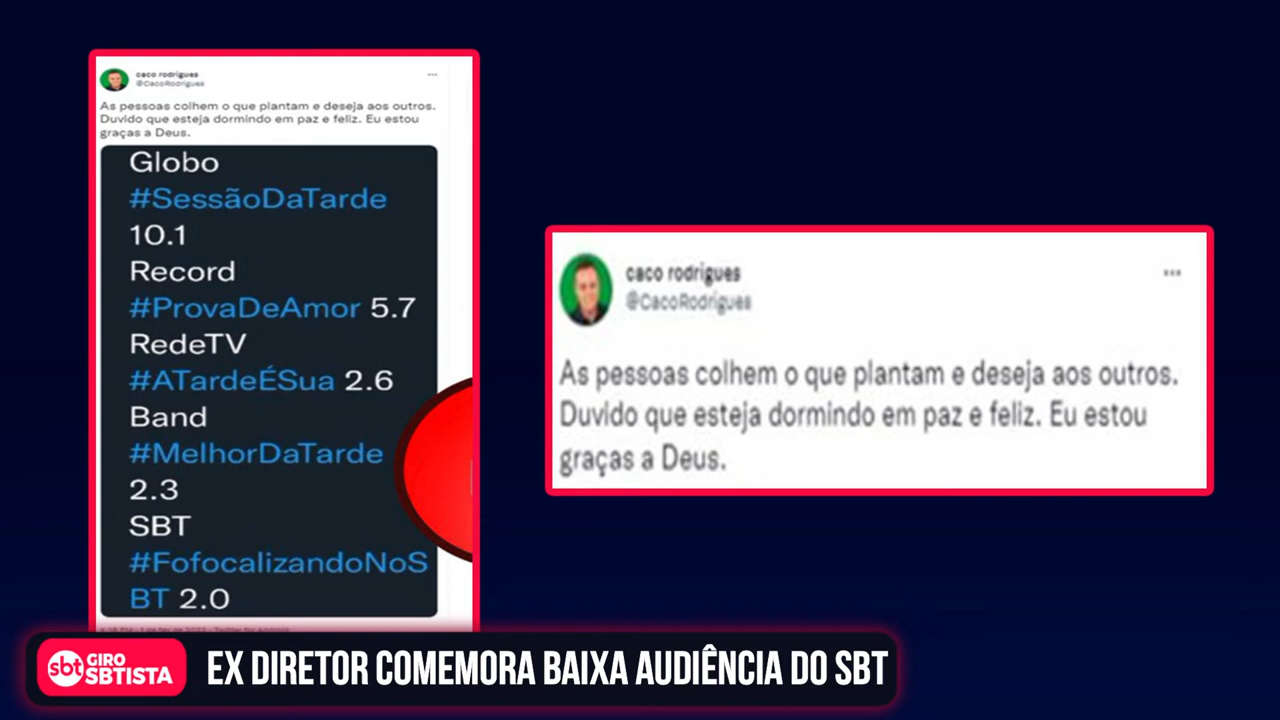 caco rodrigues
@CacoRodrigues
As pessoas colhem o que plantam e deseja aos outros.
Duvido que esteja dormindo em paz e feliz. Eu estou
graças a Deus.
Globo
#SessãoDaTarde
10.1
Record
#ProvaDeAmor 5.7
RedeTV
#ATardeÉSua 2.6
Band
#MelhorDaTarde
2.3
SBT
#FofocalizandoNoS
BT 2.0
caco rodrigues
@CacoRodrigues
As pessoas colhem o que plantam e deseja aos outros.
Duvido que esteja dormindo em paz e feliz. Eu estou
graças a Deus.
sbt GIRO
SBTISTA
EX DIRETOR COMEMORA BAIXA AUDIÊNCIA DO SBT